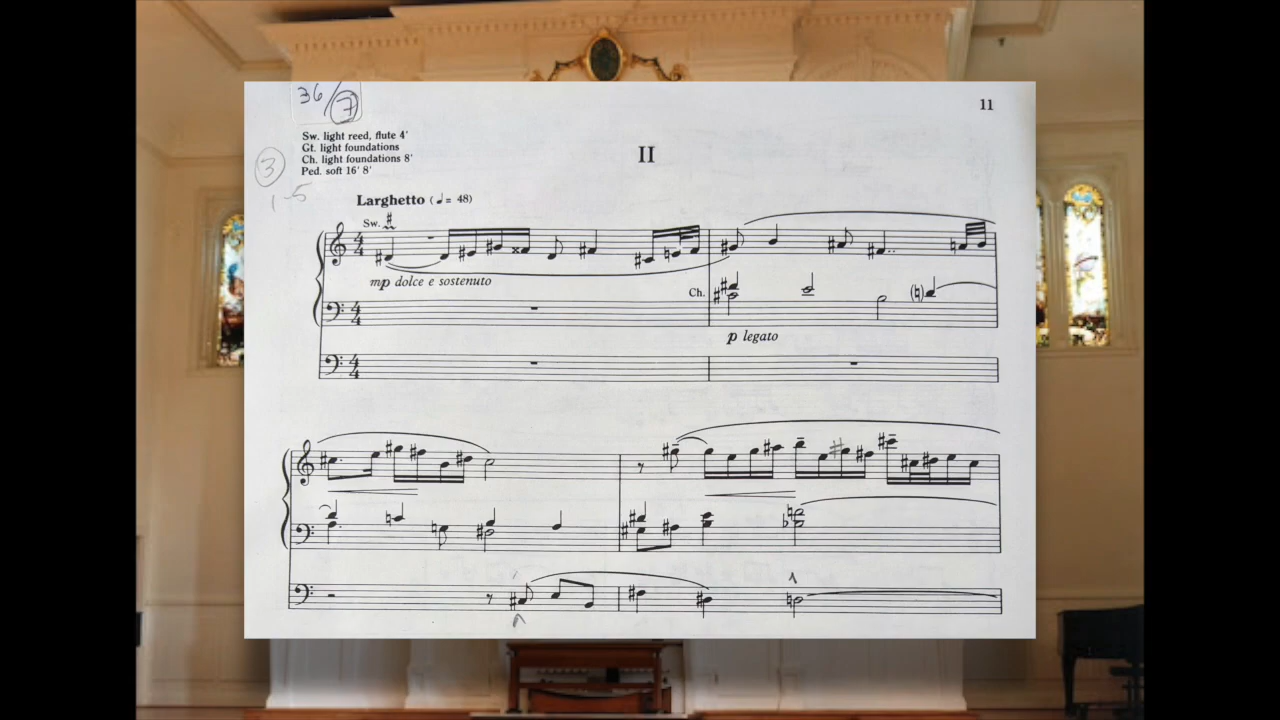 36/7
11
Sw. light reed, flute 4'
Gt. light foundations
Ch. light foundations 8'
Ped. soft 16' 8'
3
1-5
II
Larghetto (♩= 48)
Sw.
mp dolce e sostenuto
Ch.
p legato